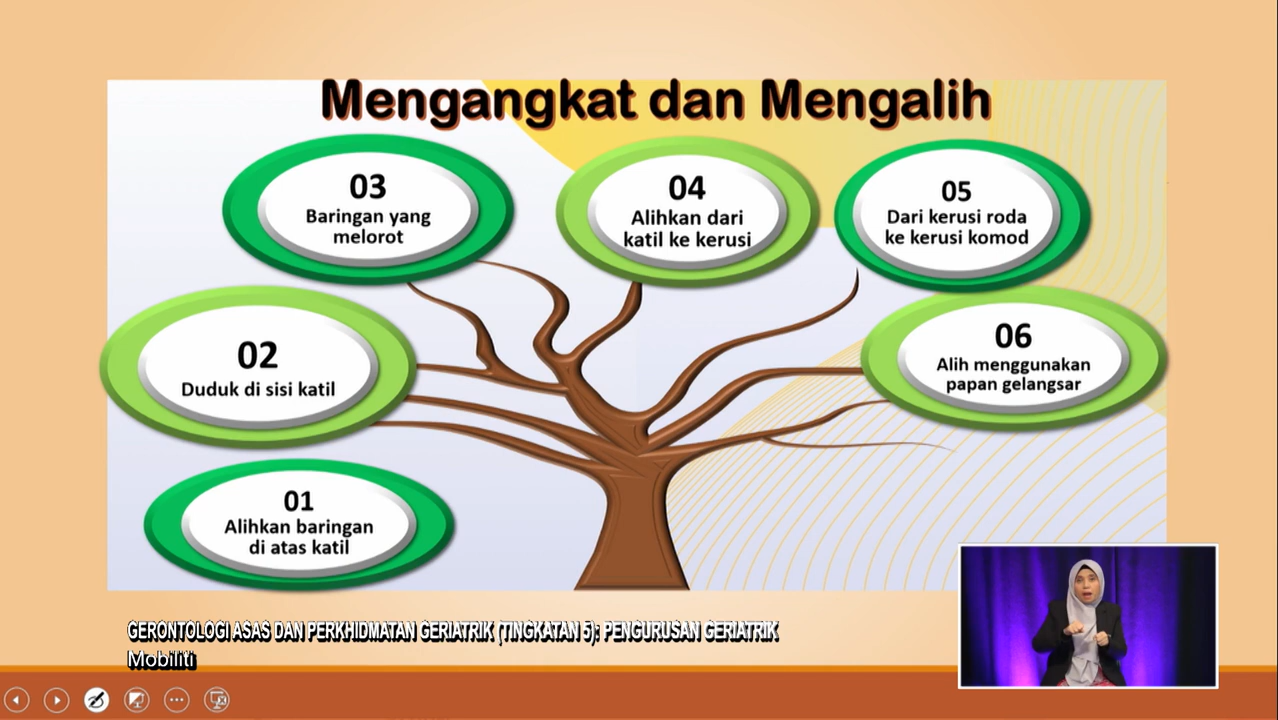 Mengangkat dan Mengalih
03
Baringan yang
melorot
04
Alihkan dari
katil ke kerusi
05
Dari kerusi roda
ke kerusi komod
02
Duduk di sisi katil
06
Alih menggunakan
papan gelangsar
01
Alihkan baringan
di atas katil
GERONTOLOGI ASAS DAN PERKHIDMATAN GERIATRIK (TINGKATAN 5): PENGURUSAN GERIATRIK
Mobiliti